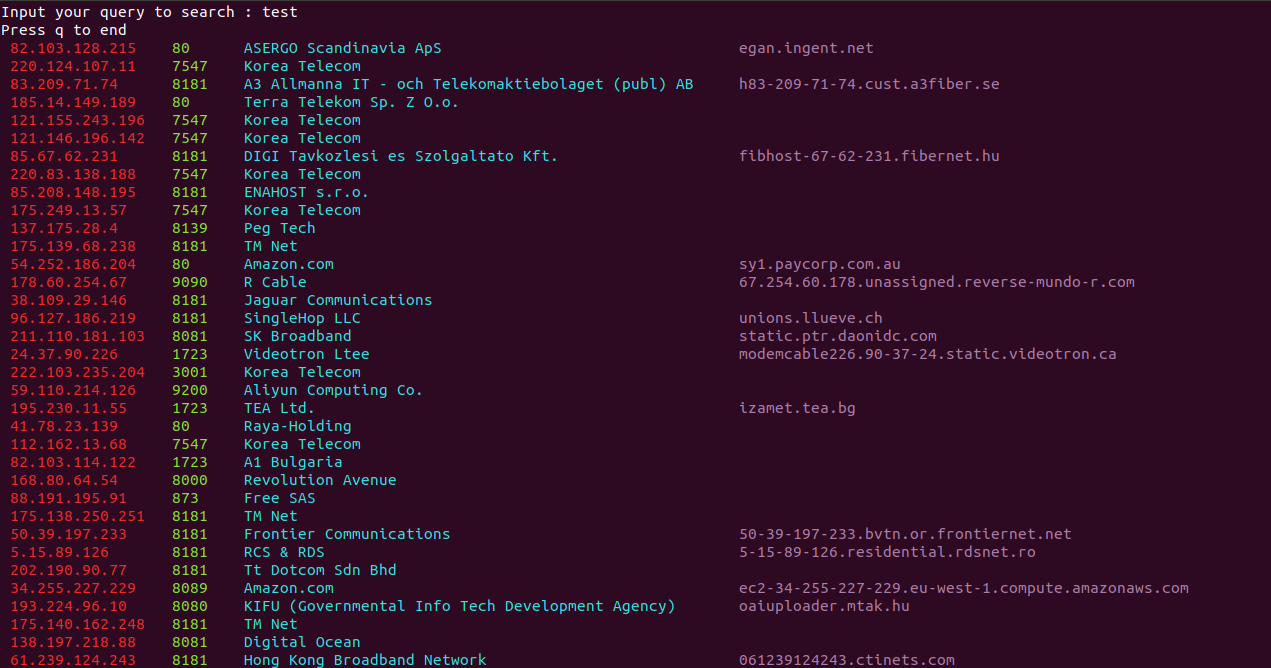 Input your query to search : test
Press q to end
82.103.128.215 80 ASERGO Scandinavia ApS egan.ingent.net
220.124.107.11 7547 Korea Telecom
83.209.71.74 8181 A3 Allmanna IT - och Telekomaktiebolaget (publ) AB h83-209-71-74.cust.a3fiber.se
185.14.149.189 80 Terra Telekom Sp. Z O.o.
121.155.243.196 7547 Korea Telecom
121.146.196.142 7547 Korea Telecom
85.67.62.231 8181 DIGI Tavkozlesi es Szolgaltato Kft. fibhost-67-62-231.fibernet.hu
220.83.138.188 7547 Korea Telecom
85.208.148.195 8181 ENAHOST s.r.o.
175.249.13.57 7547 Korea Telecom
137.175.28.4 8139 Peg Tech
175.139.68.238 8181 TM Net
54.252.186.204 80 Amazon.com sy1.paycorp.com.au
178.60.254.67 9090 R Cable 67.254.60.178.unassigned.reverse-mundo-r.com
38.109.29.146 8181 Jaguar Communications
96.127.186.219 8181 SingleHop LLC unions.llueve.ch
211.110.181.103 8081 SK Broadband static.ptr.daonidc.com
24.37.90.226 1723 Videotron Ltee modemcable226.90-37-24.static.videotron.ca
222.103.235.204 3001 Korea Telecom
59.110.214.126 9200 Aliyun Computing Co.
195.230.11.55 1723 TEA Ltd. izamet.tea.bg
41.78.23.139 80 Raya-Holding
112.162.13.68 7547 Korea Telecom
82.103.114.122 1723 A1 Bulgaria
168.80.64.54 8000 Revolution Avenue
88.191.195.91 873 Free SAS
175.138.250.251 8181 TM Net
50.39.197.233 8181 Frontier Communications 50-39-197-233.bvtn.or.frontiernet.net
5.15.89.126 8181 RCS & RDS 5-15-89-126.residential.rdsnet.ro
202.190.90.77 8181 Tt Dotcom Sdn Bhd
34.255.227.229 8089 Amazon.com ec2-34-255-227-229.eu-west-1.compute.amazonaws.com
193.224.96.10 8080 KIFU (Governmental Info Tech Development Agency) oaiuploader.mtak.hu
175.140.162.248 8181 TM Net
138.197.218.88 8081 Digital Ocean
61.239.124.243 8181 Hong Kong Broadband Network 061239124243.ctinets.com